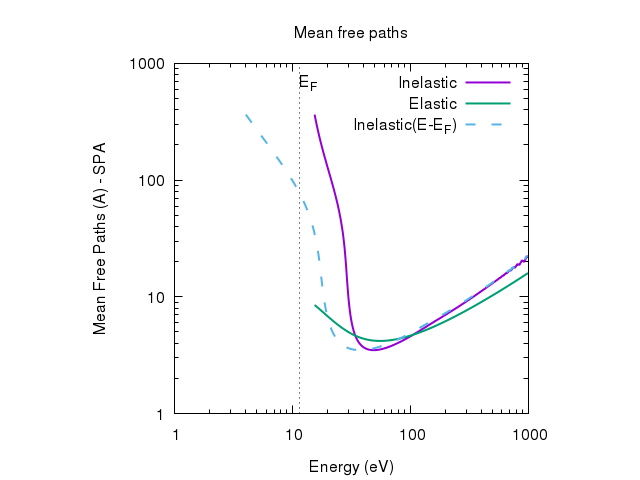 Mean free paths
1000
100
10
1
E_F
Inelastic
Elastic
Inelastic(E-E_F)
Mean Free Paths (A) - SPA
1 10 100 1000
Energy (eV)